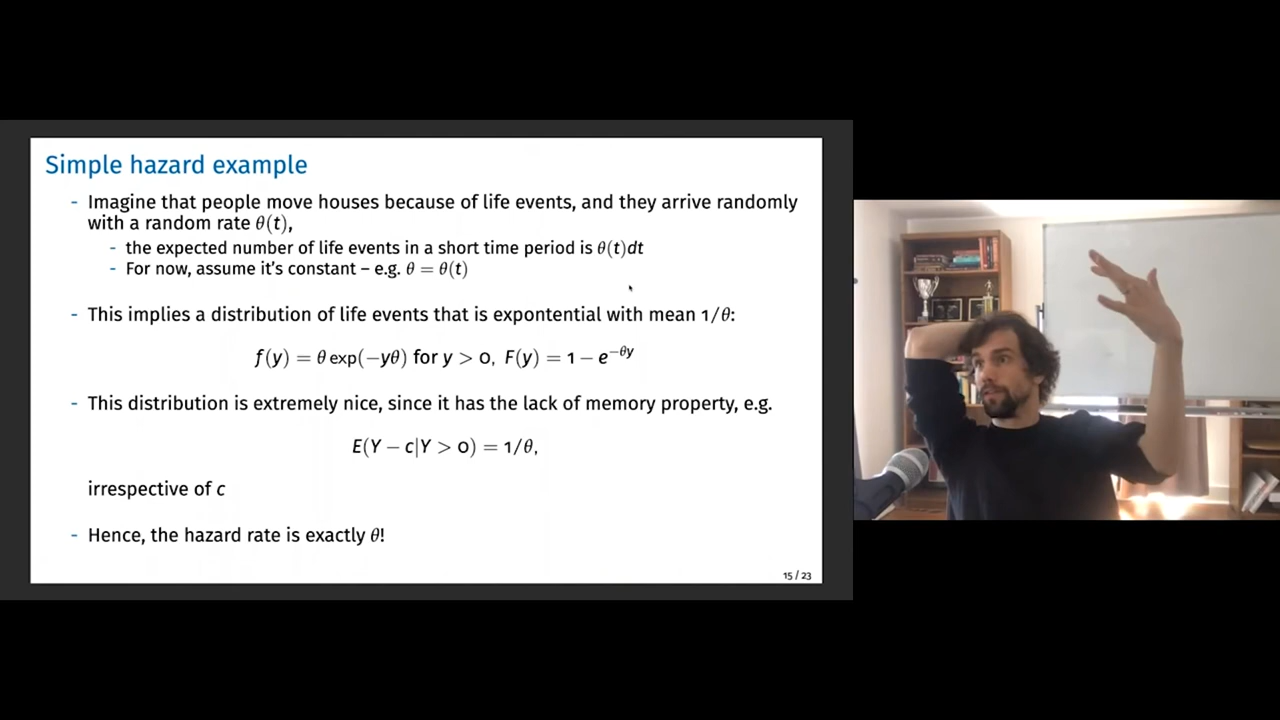 Simple hazard example
- Imagine that people move houses because of life events, and they arrive randomly
with a random rate θ(t),
- the expected number of life events in a short time period is θ(t)dt
- For now, assume it's constant – e.g. θ = θ(t)
- This implies a distribution of life events that is expontential with mean 1/θ:
f(y) = θ exp(−yθ) for y > 0, F(y) = 1 − e^{−θy}
- This distribution is extremely nice, since it has the lack of memory property, e.g.
E(Y − c|Y > 0) = 1/θ,
irrespective of c
- Hence, the hazard rate is exactly θ!
15 / 23